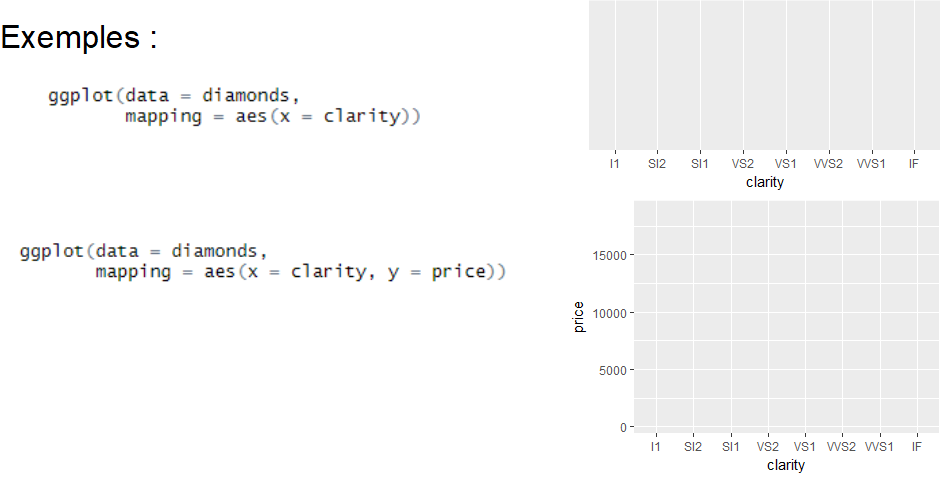 Exemples :
ggplot(data = diamonds,
mapping = aes(x = clarity))
I1 SI2 SI1 VS2 VS1 VVS2 VVS1 IF
clarity
ggplot(data = diamonds,
mapping = aes(x = clarity, y = price))
price
15000
10000
5000
0
I1 SI2 SI1 VS2 VS1 VVS2 VVS1 IF
clarity